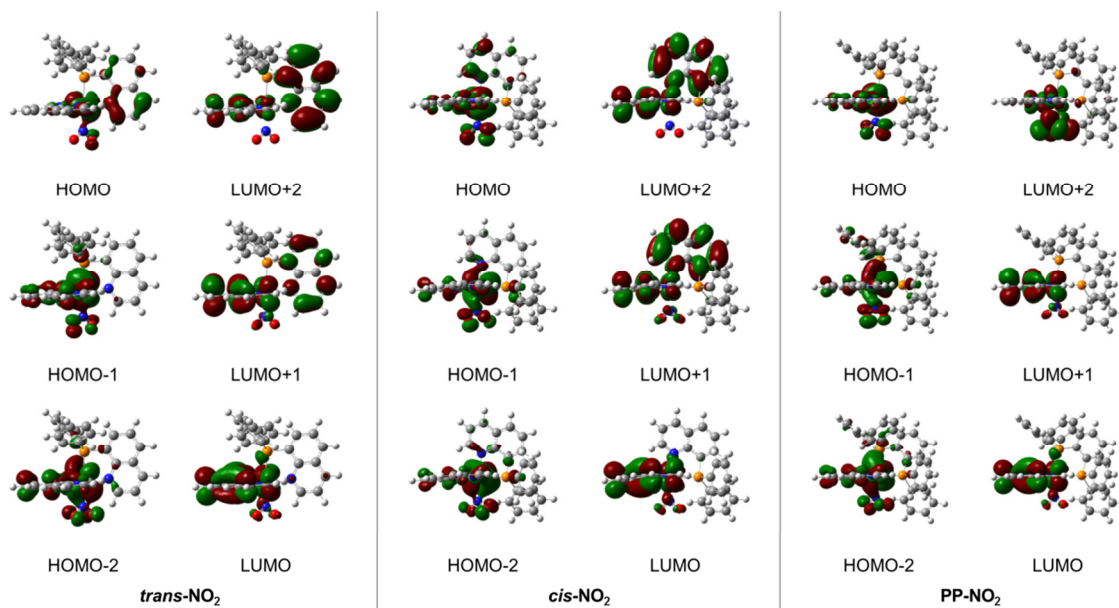 HOMO LUMO+2 HOMO LUMO+2 HOMO LUMO+2
HOMO-1 LUMO+1 HOMO-1 LUMO+1 HOMO-1 LUMO+1
HOMO-2 LUMO HOMO-2 LUMO HOMO-2 LUMO
trans-NO₂ cis-NO₂ PP-NO₂